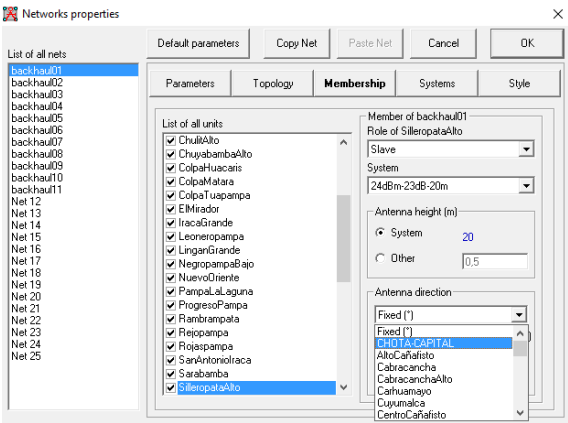 Networks properties
List of all nets
backhaul01
backhaul02
backhaul03
backhaul04
backhaul05
backhaul06
backhaul07
backhaul08
backhaul09
backhaul10
backhaul11
Net 12
Net 13
Net 14
Net 15
Net 16
Net 17
Net 18
Net 19
Net 20
Net 21
Net 22
Net 23
Net 24
Net 25
Default parameters
Copy Net
Paste Net
Cancel
OK
Parameters
Topology
Membership
Systems
Style
List of all units
ChulitAlto
ChuyabambaAlto
ColpaHuacaris
ColpaMatara
ColpaTuapampa
ElMirador
IracaGrande
Leoneropampa
LinganGrande
NegropampaBajo
NuevoOriente
PampaLaLaguna
ProgresoPampa
Rambrampata
Rejopampa
Rojaspampa
SanAntonioIraca
Sarabamba
SilleropataAlto
Member of backhaul01
Role of SilleropataAlto
Slave
System
24dBm-23dB-20m
Antenna height (m)
System
20
Other
0,5
Antenna direction
Fixed (*)
Fixed (*)
CHOTA-CAPITAL
AltoCañafisto
Cabracancha
CabracanchaAlto
Carhuamayo
Cuyumalca
CentroCañafisto